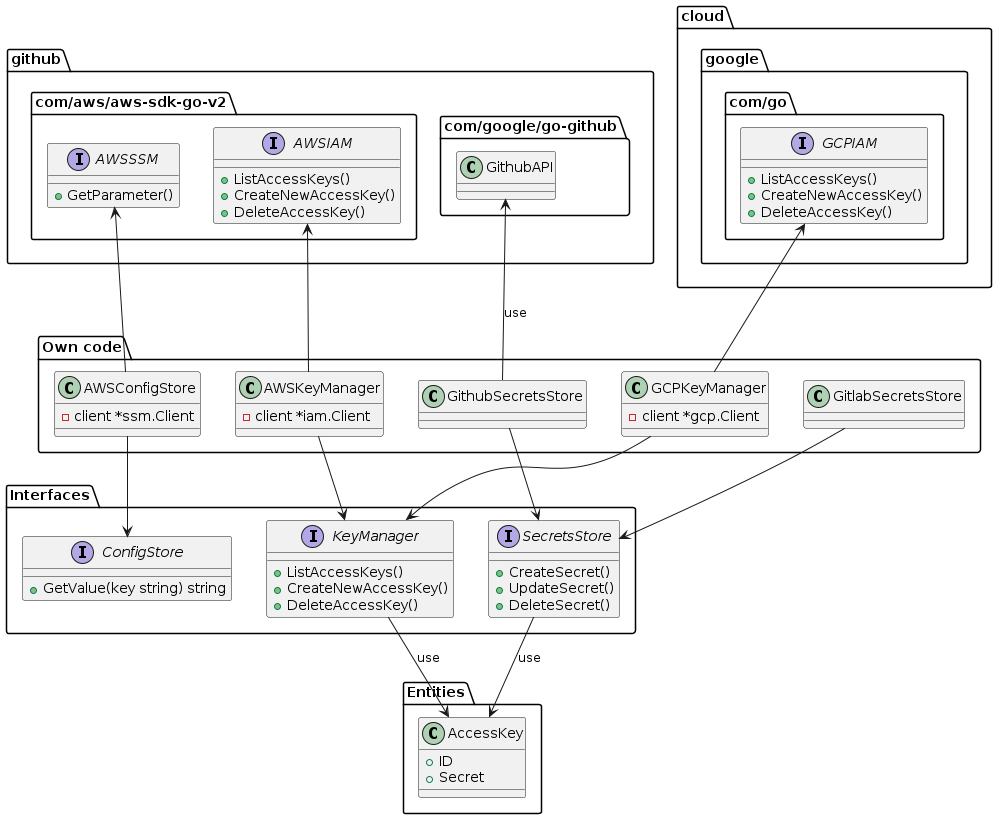 cloud
github
google
com/aws/aws-sdk-go-v2
com/google/go-github
com/go
I AWSSSM
GetParameter()
I AWSIAM
ListAccessKeys()
CreateNewAccessKey()
DeleteAccessKey()
C GithubAPI
I GCPIAM
ListAccessKeys()
CreateNewAccessKey()
DeleteAccessKey()
use
Own code
C AWSConfigStore
client *ssm.Client
C AWSKeyManager
client *iam.Client
C GithubSecretsStore
C GCPKeyManager
client *gcp.Client
C GitlabSecretsStore
Interfaces
I ConfigStore
GetValue(key string) string
I KeyManager
ListAccessKeys()
CreateNewAccessKey()
DeleteAccessKey()
I SecretsStore
CreateSecret()
UpdateSecret()
DeleteSecret()
use
use
Entities
C AccessKey
ID
Secret